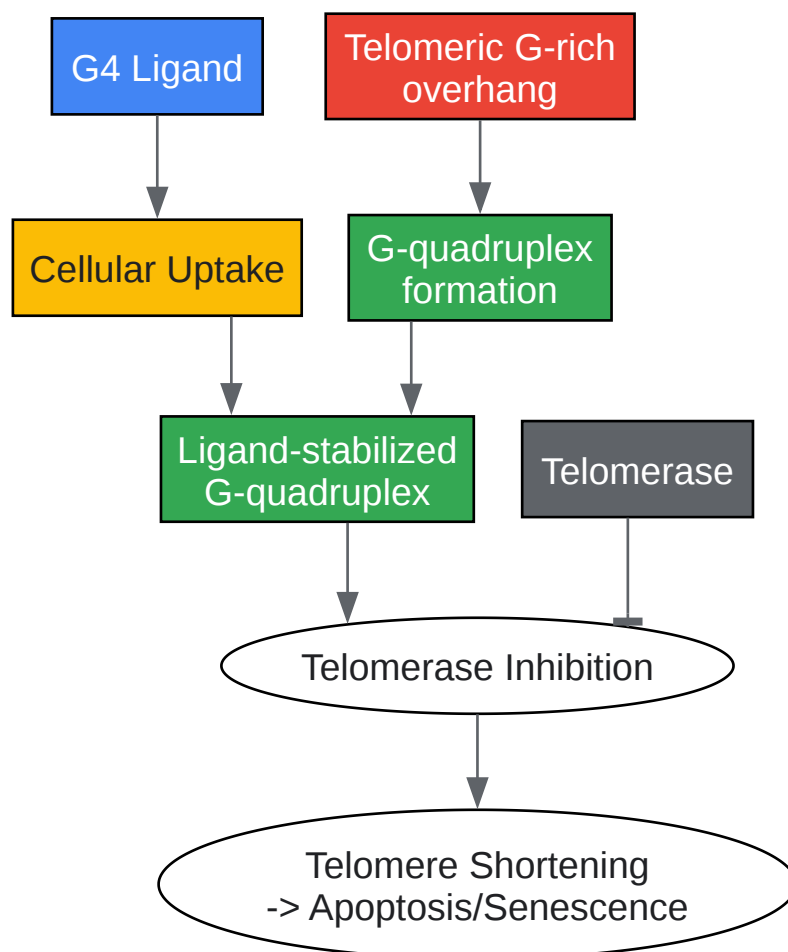 G4 Ligand
Telomeric G-rich
overhang
Cellular Uptake
G-quadruplex
formation
Ligand-stabilized
G-quadruplex
Telomerase
Telomerase Inhibition
Telomere Shortening
-> Apoptosis/Senescence